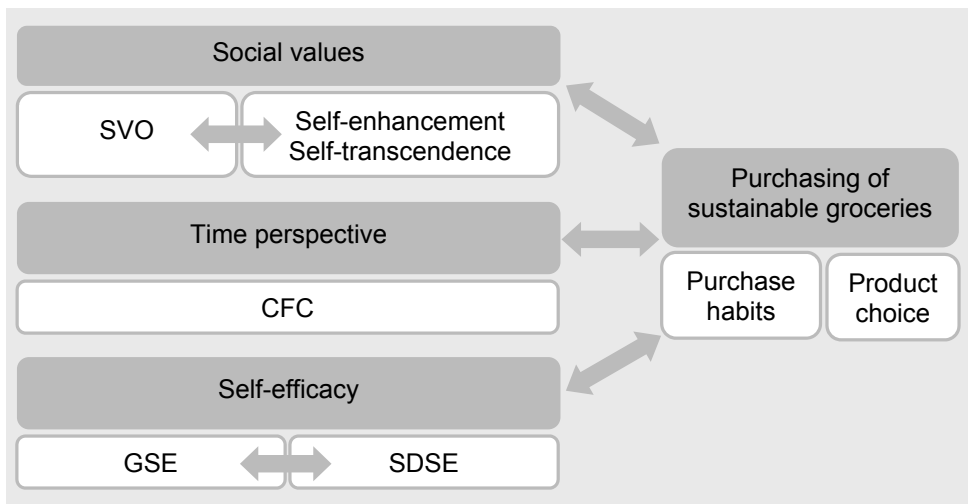 Social values
SVO
Self-enhancement
Self-transcendence
Time perspective
CFC
Self-efficacy
GSE
SDSE
Purchasing of
sustainable groceries
Purchase
habits
Product
choice